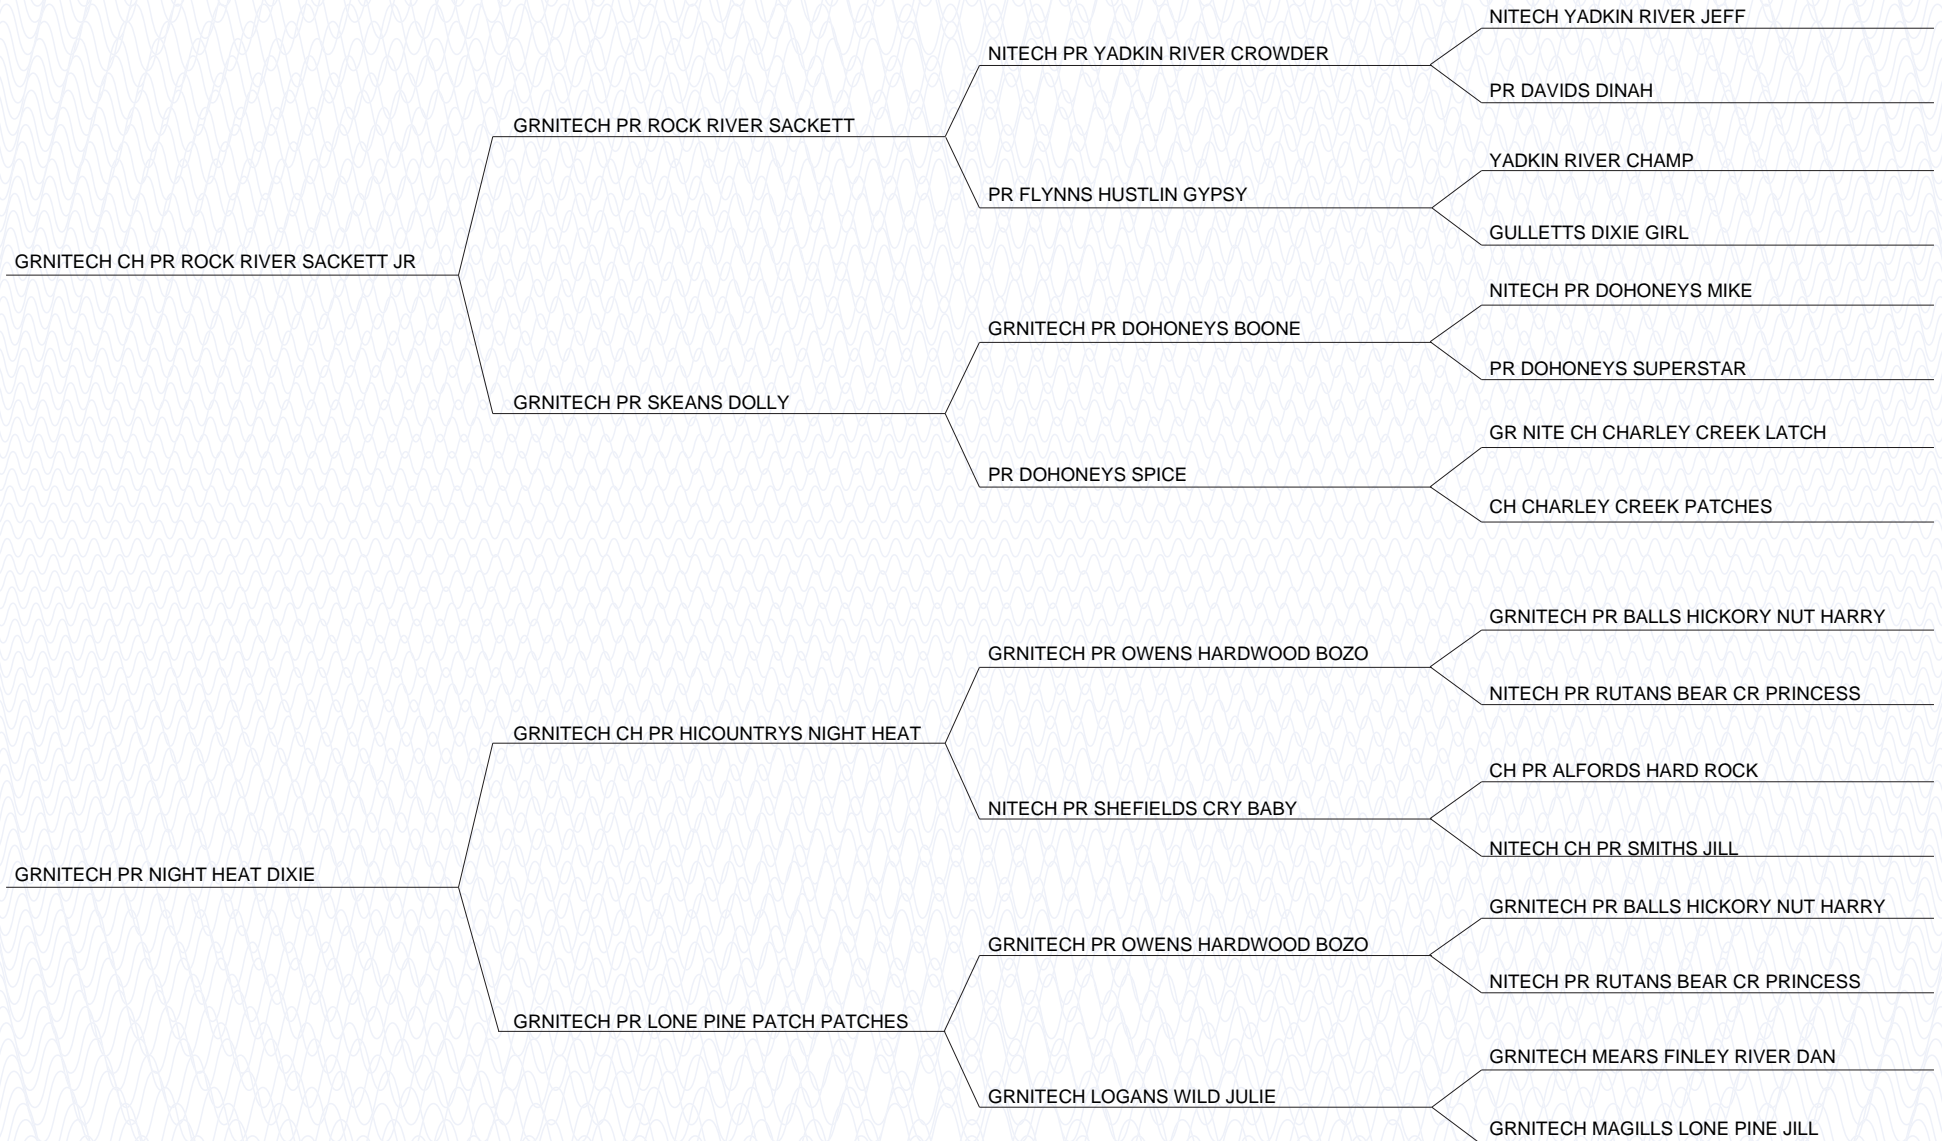 NITECH YADKIN RIVER JEFF
NITECH PR YADKIN RIVER CROWDER
PR DAVIDS DINAH
GRNITECH PR ROCK RIVER SACKETT
YADKIN RIVER CHAMP
PR FLYNNS HUSTLIN GYPSY
GULLETTS DIXIE GIRL
GRNITECH CH PR ROCK RIVER SACKETT JR
NITECH PR DOHONEYS MIKE
GRNITECH PR DOHONEYS BOONE
PR DOHONEYS SUPERSTAR
GRNITECH PR SKEANS DOLLY
GR NITE CH CHARLEY CREEK LATCH
PR DOHONEYS SPICE
CH CHARLEY CREEK PATCHES
GRNITECH PR BALLS HICKORY NUT HARRY
GRNITECH PR OWENS HARDWOOD BOZO
NITECH PR RUTANS BEAR CR PRINCESS
GRNITECH CH PR HICOUNTRYS NIGHT HEAT
CH PR ALFORDS HARD ROCK
NITECH PR SHEFIELDS CRY BABY
NITECH CH PR SMITHS JILL
GRNITECH PR NIGHT HEAT DIXIE
GRNITECH PR BALLS HICKORY NUT HARRY
GRNITECH PR OWENS HARDWOOD BOZO
NITECH PR RUTANS BEAR CR PRINCESS
GRNITECH PR LONE PINE PATCH PATCHES
GRNITECH MEARS FINLEY RIVER DAN
GRNITECH LOGANS WILD JULIE
GRNITECH MAGILLS LONE PINE JILL